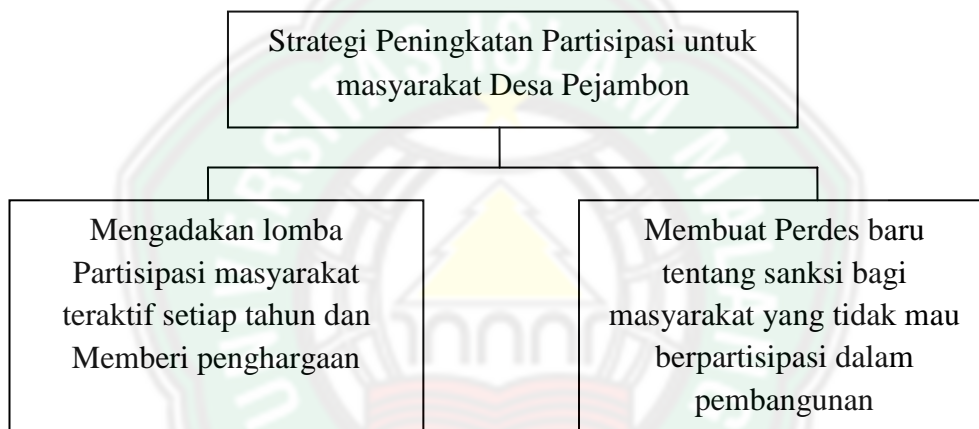 Strategi Peningkatan Partisipasi untuk
masyarakat Desa Pejambon
Mengadakan lomba
Partisipasi masyarakat
teraktif setiap tahun dan
Memberi penghargaan
Membuat Perdes baru
tentang sanksi bagi
masyarakat yang tidak mau
berpartisipasi dalam
pembangunan